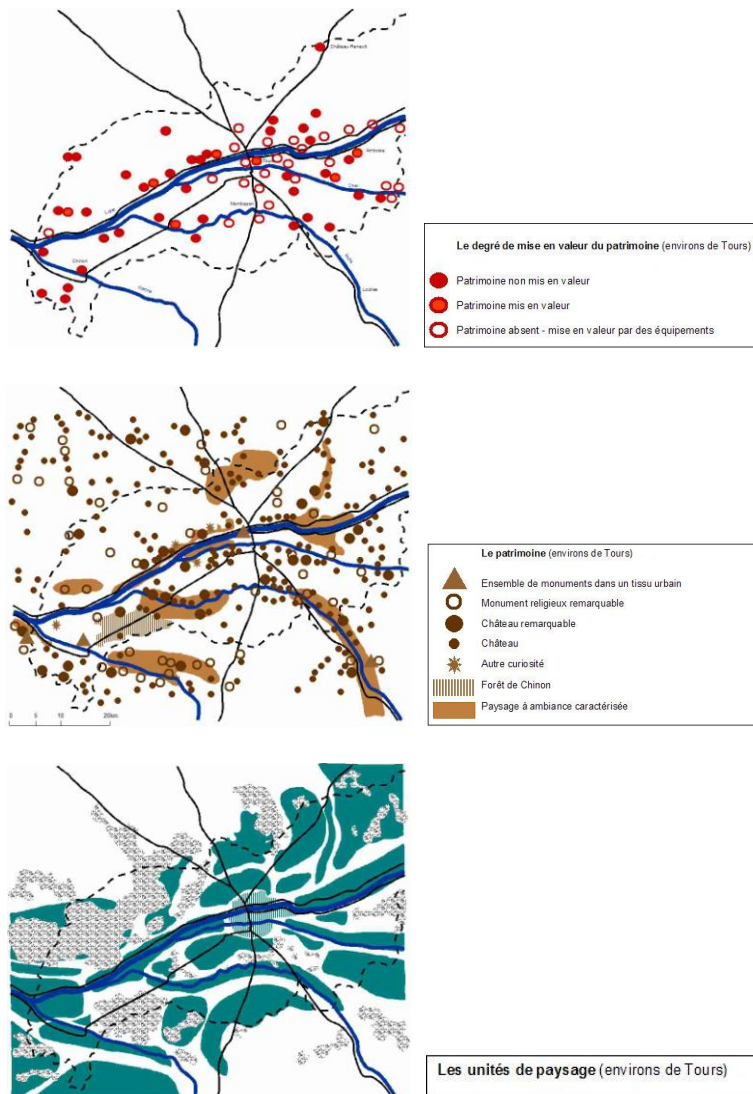 Château-Renault
Amboise
Tours
Cher
Loire
Montbazon
Indre
Chinon
Vienne
Loches
Le degré de mise en valeur du patrimoine (environs de Tours)
Patrimoine non mis en valeur
Patrimoine mis en valeur
Patrimoine absent - mise en valeur par des équipements
0 5 10 20km
Le patrimoine (environs de Tours)
Ensemble de monuments dans un tissu urbain
Monument religieux remarquable
Château remarquable
Château
Autre curiosité
Forêt de Chinon
Paysage à ambiance caractérisée
Les unités de paysage (environs de Tours)